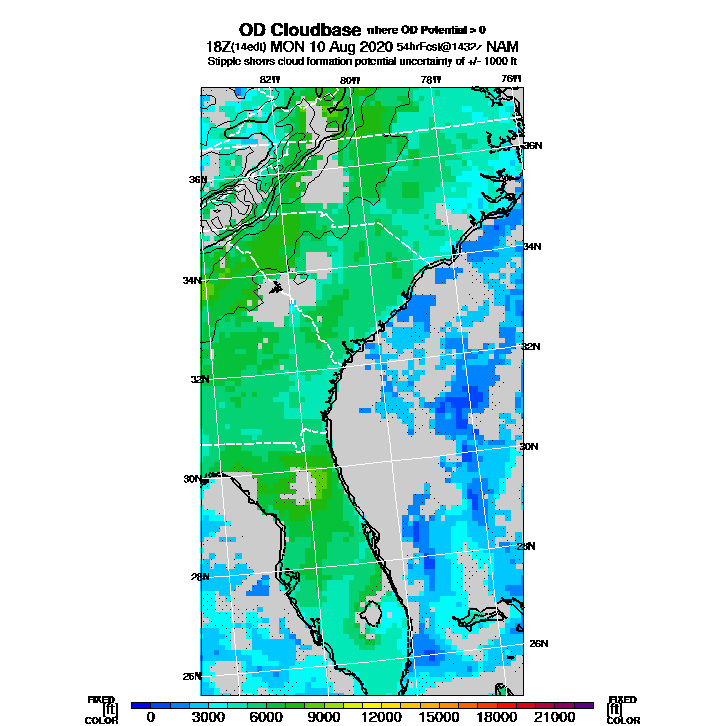 OD Cloudbase where OD Potential > 0
18Z(14edt) MON 10 Aug 2020 54hrFcst@1432z NAM
Stipple shows cloud formation potential uncertainty of +/- 1000 ft
82W 80W 78W 76W
36N
36N
34N
34N
32N
32N
30N
30N
28N
28N
26N
26N
FIXED FIXED
[ft] [ft]
COLOR 0 3000 6000 9000 12000 15000 18000 21000 COLOR